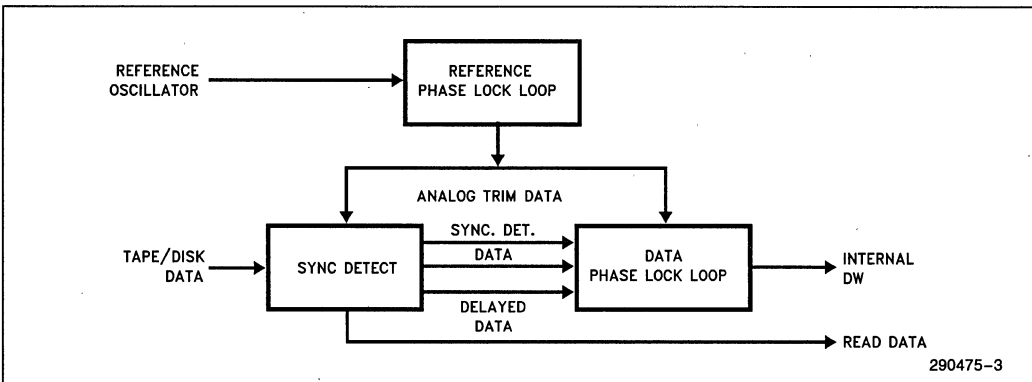 REFERENCE
OSCILLATOR
REFERENCE
PHASE LOCK LOOP
ANALOG TRIM DATA
TAPE/DISK
DATA
SYNC DETECT
SYNC. DET.
DATA
DELAYED
DATA
DATA
PHASE LOCK LOOP
INTERNAL
DW
READ DATA
290475-3